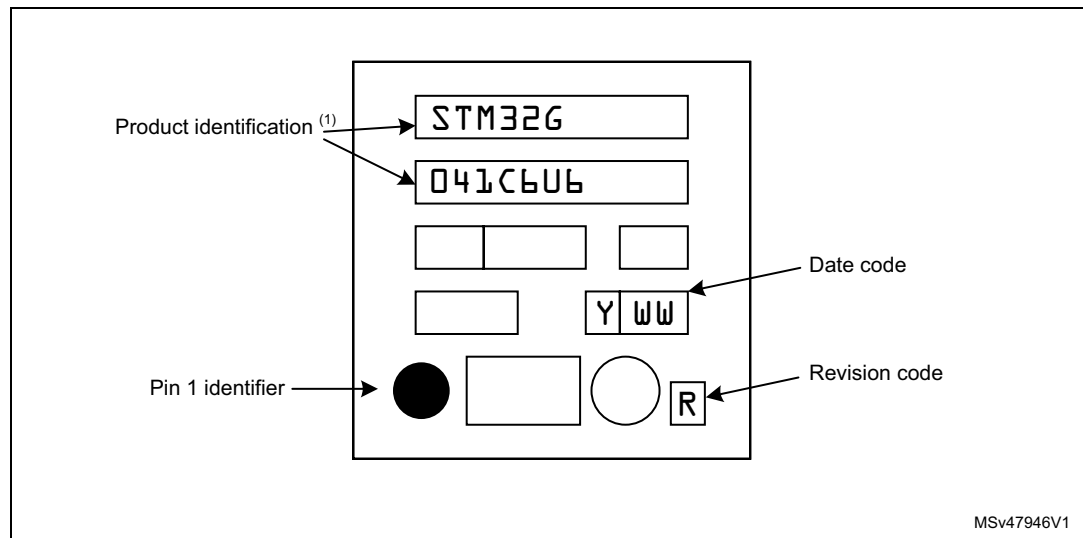 STM32G
Product identification (1)
041C6U6
Date code
Y WW
Pin 1 identifier
Revision code
R
MSv47946V1